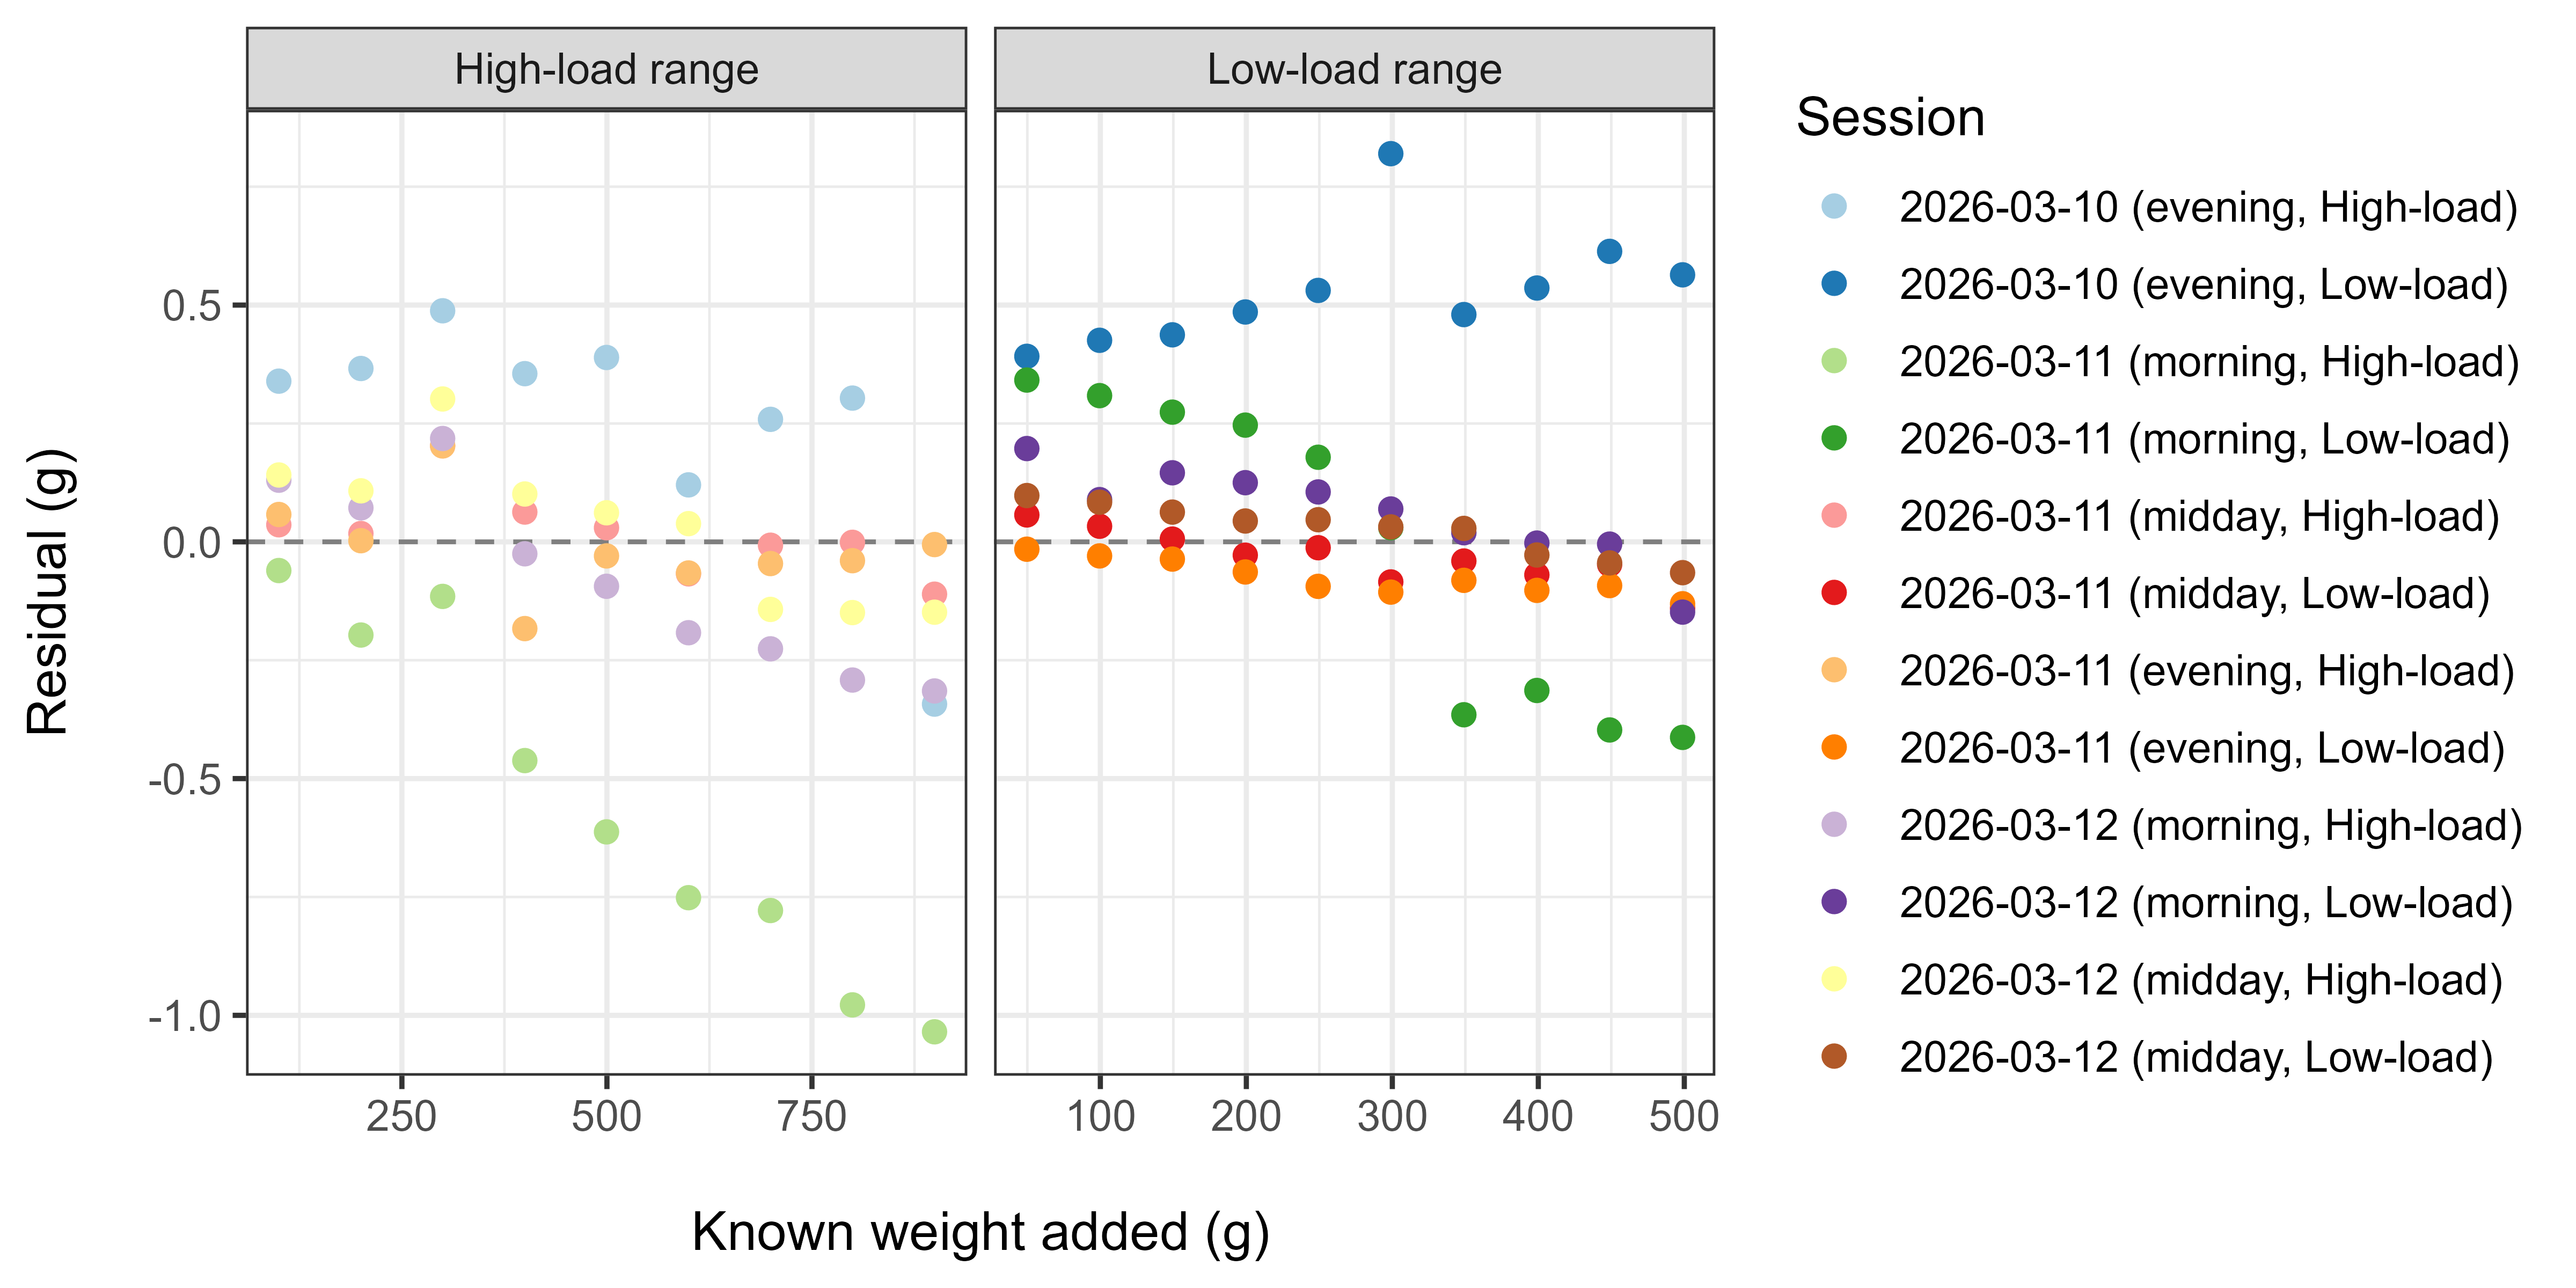 High-load range
Low-load range
Session
2026-03-10 (evening, High-load)
2026-03-10 (evening, Low-load)
2026-03-11 (morning, High-load)
2026-03-11 (morning, Low-load)
2026-03-11 (midday, High-load)
2026-03-11 (midday, Low-load)
2026-03-11 (evening, High-load)
2026-03-11 (evening, Low-load)
2026-03-12 (morning, High-load)
2026-03-12 (morning, Low-load)
2026-03-12 (midday, High-load)
2026-03-12 (midday, Low-load)
Residual (g)
0.5
0.0
-0.5
-1.0
250 500 750
100 200 300 400 500
Known weight added (g)